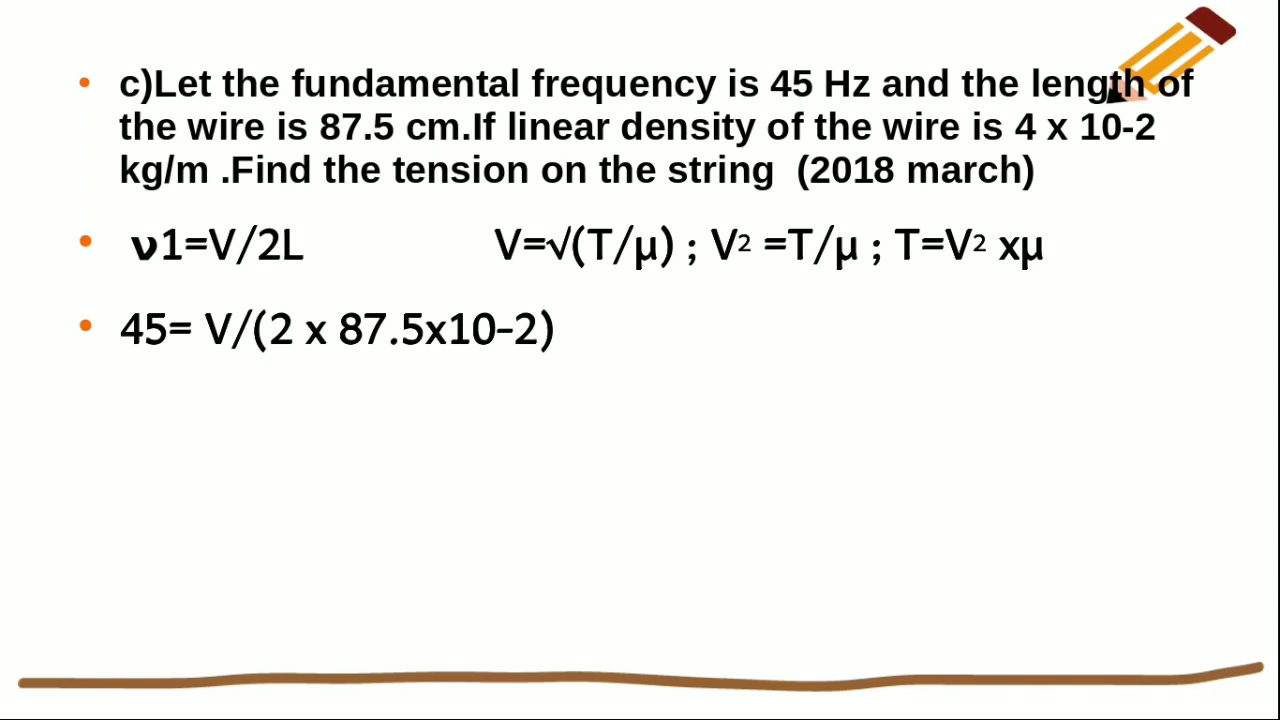 c)Let the fundamental frequency is 45 Hz and the length of
the wire is 87.5 cm.If linear density of the wire is 4 x 10-2
kg/m .Find the tension on the string (2018 march)
ν1=V/2L V=√(T/μ) ; V² =T/μ ; T=V² xμ
45= V/(2 x 87.5x10-2)